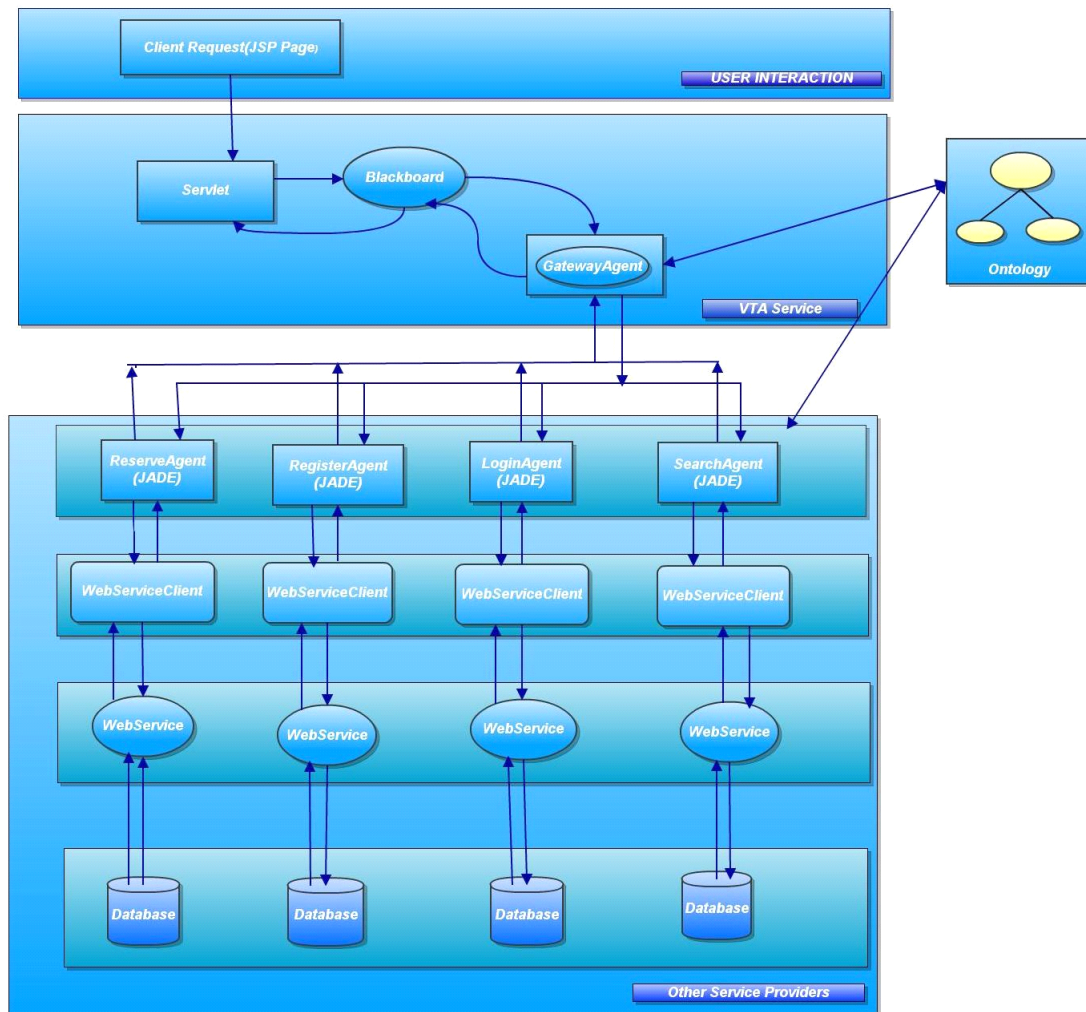 Client Request(JSP Page)
USER INTERACTION
Servlet
Blackboard
GatewayAgent
Ontology
VTA Service
ReserveAgent
(JADE)
RegisterAgent
(JADE)
LoginAgent
(JADE)
SearchAgent
(JADE)
WebServiceClient
WebServiceClient
WebServiceClient
WebServiceClient
WebService
WebService
WebService
WebService
Database
Database
Database
Database
Other Service Providers